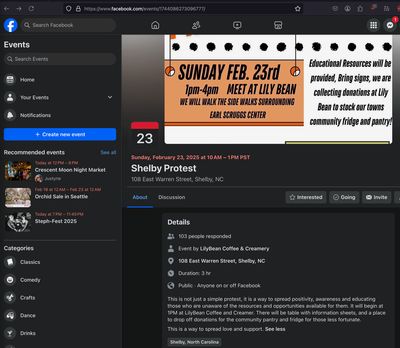 https://www.facebook.com/events/1744086273096777/
Search Facebook
1
Events
Search Events
Home
Your Events
Notifications
+ Create new event
Recommended events
See all
Today at 12 PM – 8 PM
Crescent Moon Night Market
Justyne
Feb 16 at 12 AM – Feb 23 at 12 AM
Orchid Sale in Seattle
Today at 7 PM – 11:45 PM
Steph-Fest 2025
Categories
Classics
Comedy
Crafts
Dance
Drinks
SUNDAY FEB. 23rd
1pm-4pm MEET AT LILY BEAN
WE WILL WALK THE SIDE WALKS SURROUNDING
EARL SCRUGGS CENTER
Educational Resources will
be provided, Bring signs, we are
collecting donations at Lily
Bean to stock our towns
community fridge and pantry!
23
Sunday, February 23, 2025 at 10 AM – 1 PM PST
Shelby Protest
108 East Warren Street, Shelby, NC
About
Discussion
Interested
Going
Invite
Details
103 people responded
Event by LilyBean Coffee & Creamery
108 East Warren Street, Shelby, NC
Duration: 3 hr
Public · Anyone on or off Facebook
This is not just a simple protest, it is a way to spread positivity, awareness and educating
those who are unaware of the resources and opportunities available for them. It will begin at
1PM at LilyBean Coffee and Creamer. There will be table with information sheets, and a place
to drop off donations for the community pantry and fridge for those less fortunate.
This is a way to spread love and support. See less
Shelby, North Carolina